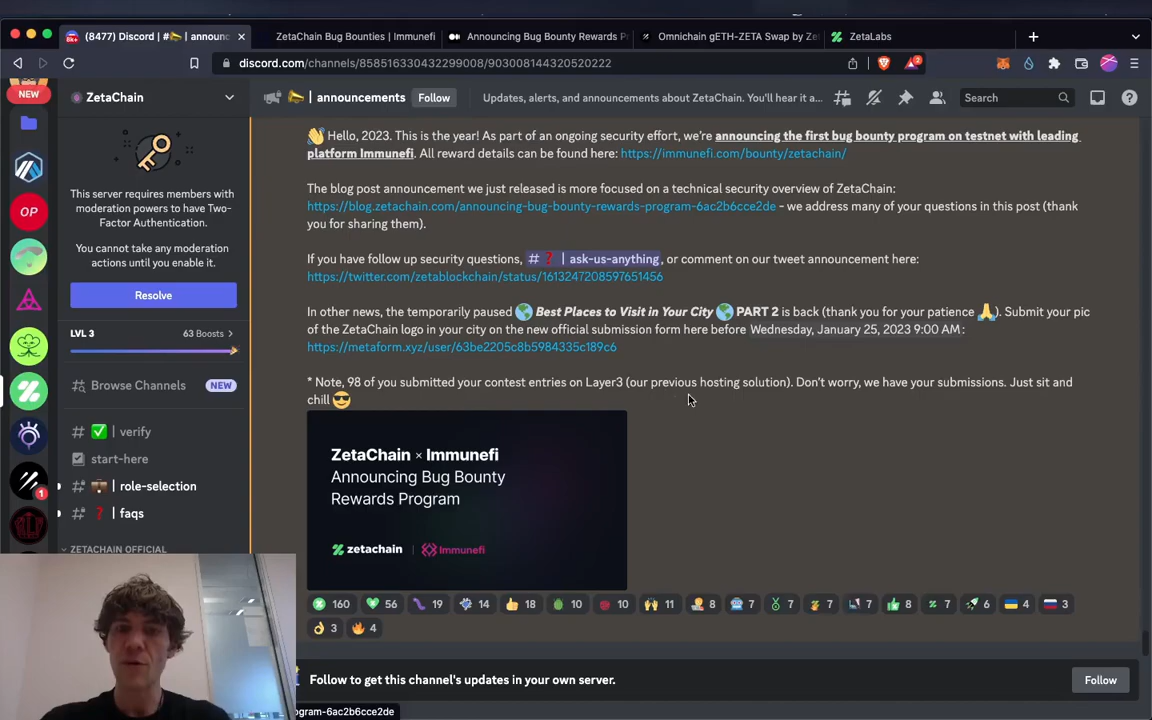 (8477) Discord | #📣 | announc
ZetaChain Bug Bounties | Immunefi
Announcing Bug Bounty Rewards P
Omnichain gETH-ZETA Swap by Zet
ZetaLabs
discord.com/channels/858516330432299008/903008144320520222
2
NEW
OP
1
ZetaChain
This server requires members with
moderation powers to have Two-
Factor Authentication.
You cannot take any moderation
actions until you enable it.
Resolve
LVL 3
63 Boosts >
Browse Channels
NEW
# ✅ | verify
start-here
# 💼 | role-selection
# ❓ | faqs
ZETACHAIN OFFICIAL
📣 | announcements
Follow
Updates, alerts, and announcements about ZetaChain. You'll hear it a...
Search
👋 Hello, 2023. This is the year! As part of an ongoing security effort, we're announcing the first bug bounty program on testnet with leading
platform Immunefi. All reward details can be found here: https://immunefi.com/bounty/zetachain/
The blog post announcement we just released is more focused on a technical security overview of ZetaChain:
https://blog.zetachain.com/announcing-bug-bounty-rewards-program-6ac2b6cce2de - we address many of your questions in this post (thank
you for sharing them).
If you have follow up security questions, # ❓ | ask-us-anything, or comment on our tweet announcement here:
https://twitter.com/zetablockchain/status/1613247208597651456
In other news, the temporarily paused 🌎 Best Places to Visit in Your City 🌎 PART 2 is back (thank you for your patience 🙏). Submit your pic
of the ZetaChain logo in your city on the new official submission form here before Wednesday, January 25, 2023 9:00 AM:
https://metaform.xyz/user/63be2205c8b5984335c189c6
* Note, 98 of you submitted your contest entries on Layer3 (our previous hosting solution). Don't worry, we have your submissions. Just sit and
chill 😎
ZetaChain × Immunefi
Announcing Bug Bounty
Rewards Program
zetachain | Immunefi
160 56 19 14 18 10 10 11 8 7 7 7 7 8 7 6 4 3
3 4
Follow to get this channel's updates in your own server.
Follow
ogram-6ac2b6cce2de